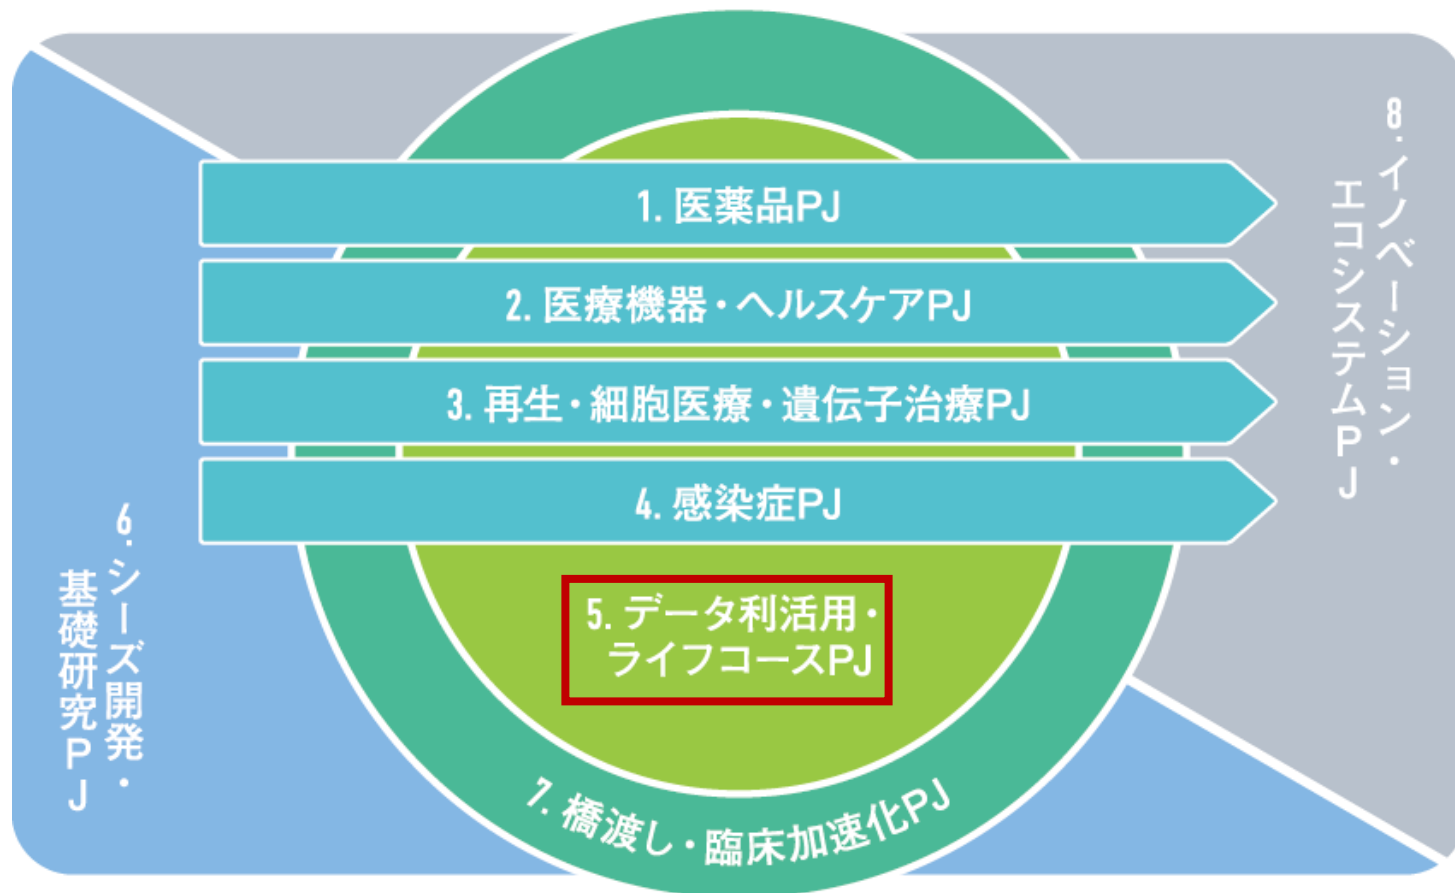 1. 医薬品PJ
2. 医療機器・ヘルスケアPJ
3. 再生・細胞医療・遺伝子治療PJ
4. 感染症PJ
5. データ利活用・
ライフコースPJ
6. シーズ開発・
基礎研究PJ
7. 橋渡し・臨床加速化PJ
8. イノベーション・
エコシステムPJ